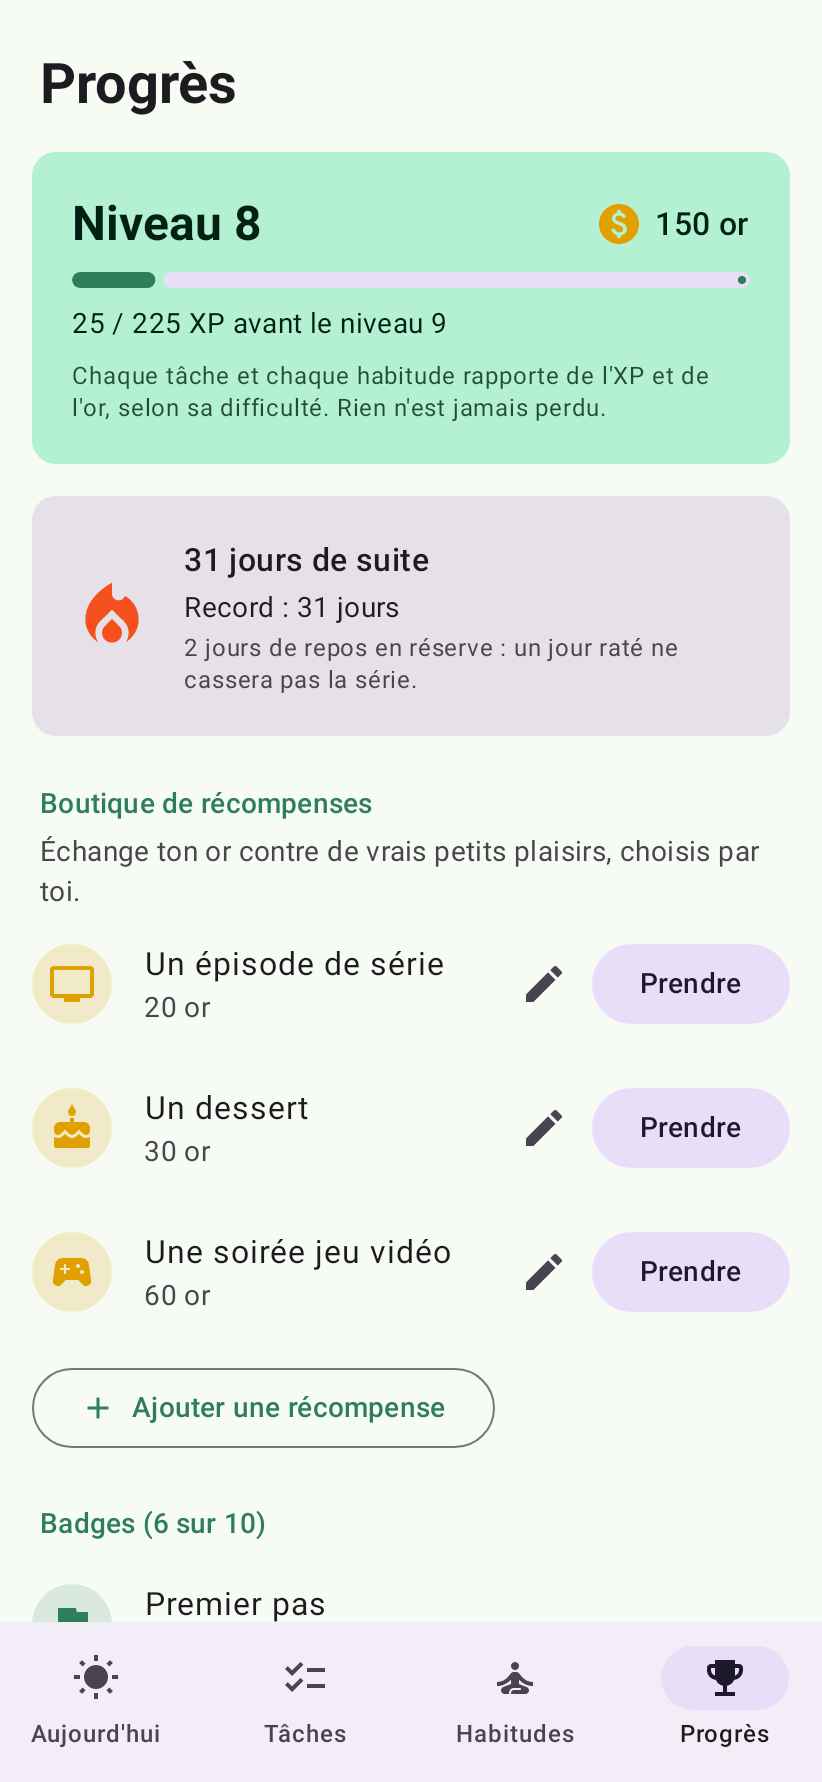 Progrès
Niveau 8
150 or
25 / 225 XP avant le niveau 9
Chaque tâche et chaque habitude rapporte de l'XP et de
l'or, selon sa difficulté. Rien n'est jamais perdu.
31 jours de suite
Record : 31 jours
2 jours de repos en réserve : un jour raté ne
cassera pas la série.
Boutique de récompenses
Échange ton or contre de vrais petits plaisirs, choisis par
toi.
Un épisode de série
20 or
Prendre
Un dessert
30 or
Prendre
Une soirée jeu vidéo
60 or
Prendre
+ Ajouter une récompense
Badges (6 sur 10)
Premier pas
Aujourd'hui
Tâches
Habitudes
Progrès